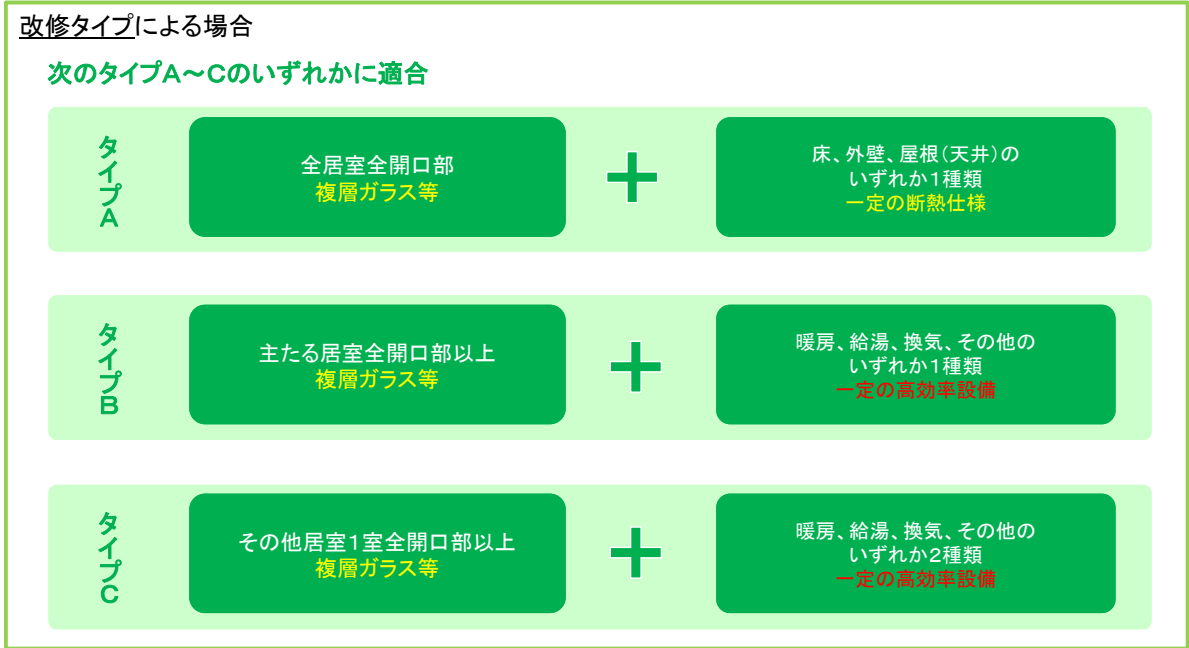 改修タイプによる場合
次のタイプA～Cのいずれかに適合
タイプA
全居室全開口部
複層ガラス等
＋
床、外壁、屋根(天井)の
いずれか1種類
一定の断熱仕様
タイプB
主たる居室全開口部以上
複層ガラス等
＋
暖房、給湯、換気、その他の
いずれか1種類
一定の高効率設備
タイプC
その他居室1室全開口部以上
複層ガラス等
＋
暖房、給湯、換気、その他の
いずれか2種類
一定の高効率設備